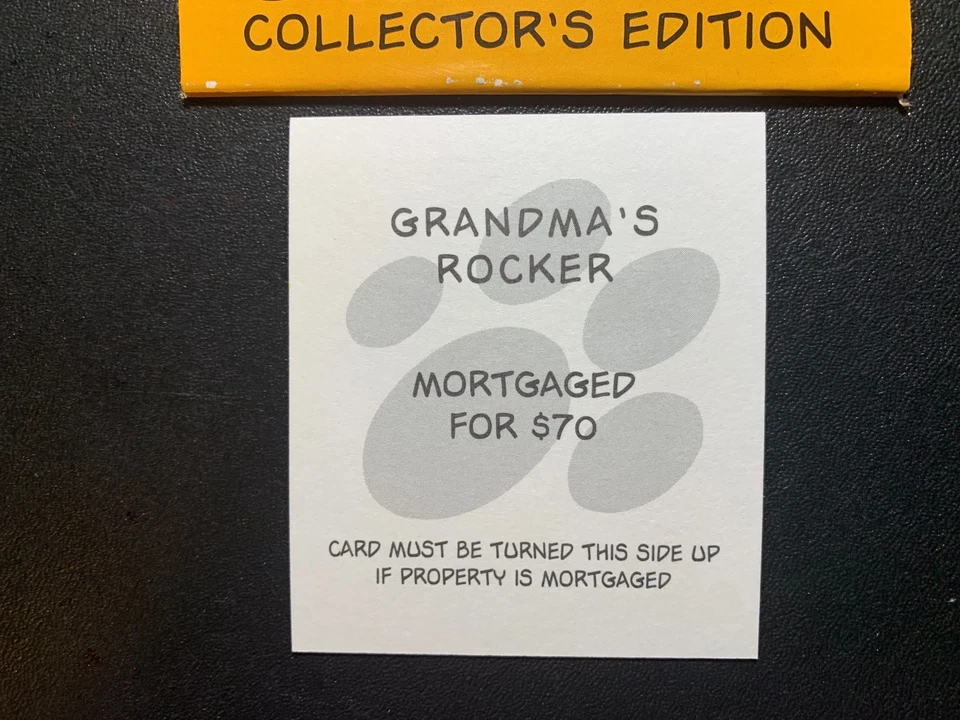 COLLECTOR'S EDITION
GRANDMA'S
ROCKER
MORTGAGED
FOR $70
CARD MUST BE TURNED THIS SIDE UP
IF PROPERTY IS MORTGAGED